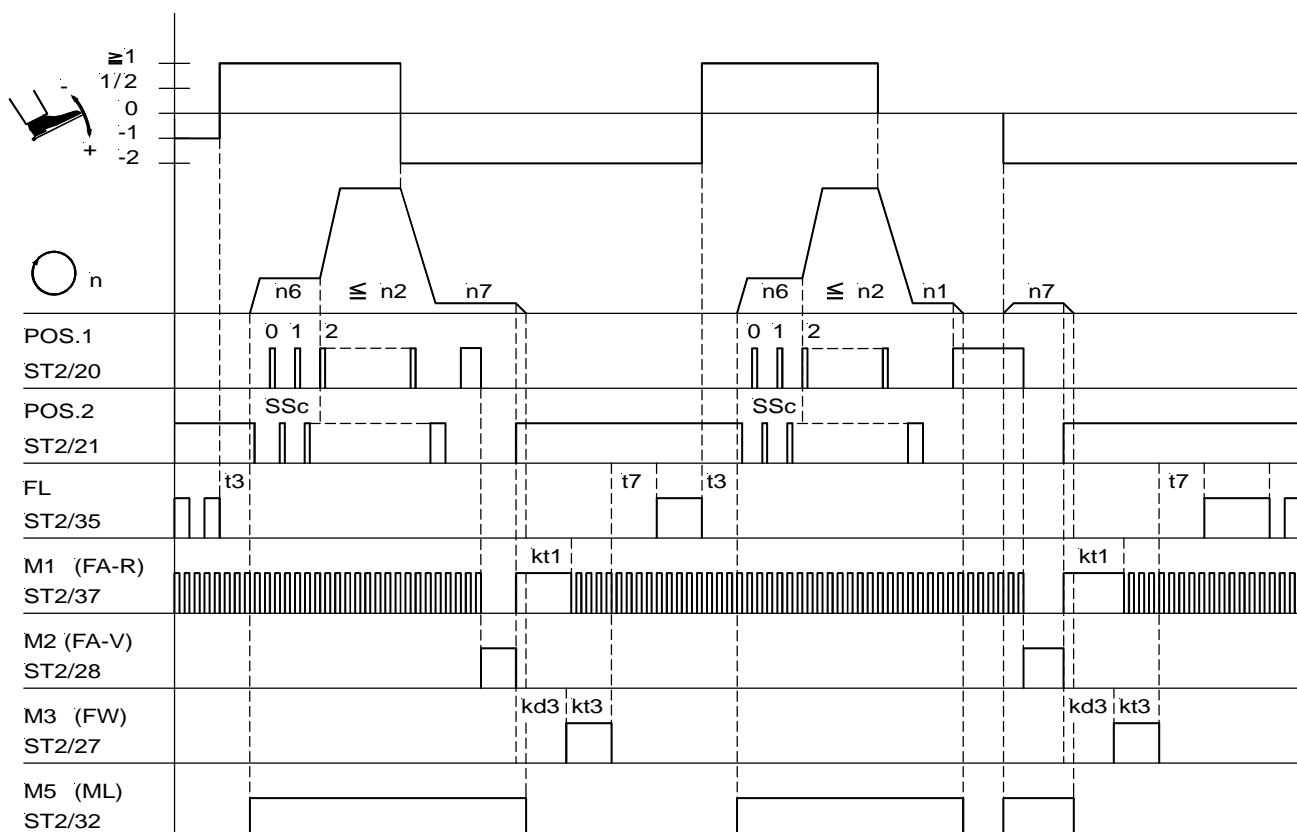 ≧1
1/2
0
-1
-2
-
+
n
n6 ≦ n2 n7 n6 ≦ n2 n1 n7
POS.1
ST2/20
0 1 2 0 1 2
POS.2
ST2/21
SSc SSc
FL
ST2/35
t3 t7 t3 t7
M1 (FA-R)
ST2/37
kt1 kt1
M2 (FA-V)
ST2/28
M3 (FW)
ST2/27
kd3 kt3 kd3 kt3
M5 (ML)
ST2/32